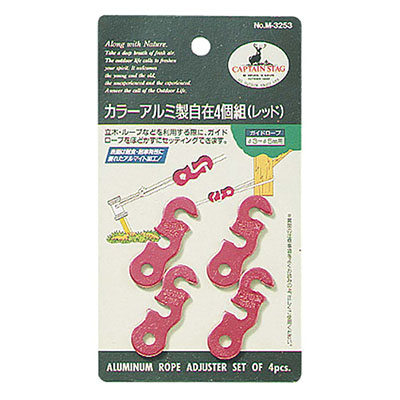 No.M-3253
Along with Nature.
Take a deep breath of fresh air.
The outdoor life calls to freshen
your spirit. It welcomes
the young and the old,
the unexperienced and the experienced.
Answer the call of the Outdoor Life.
CAPTAIN STAG
カラーアルミ製自在4個組(レッド)
立木・ループなどを利用する際に、ガイド
ロープをほどかずにセッティングできます。
ガイドロープ
#3〜#5mm用
ALUMINUM ROPE ADJUSTER SET OF 4pcs.